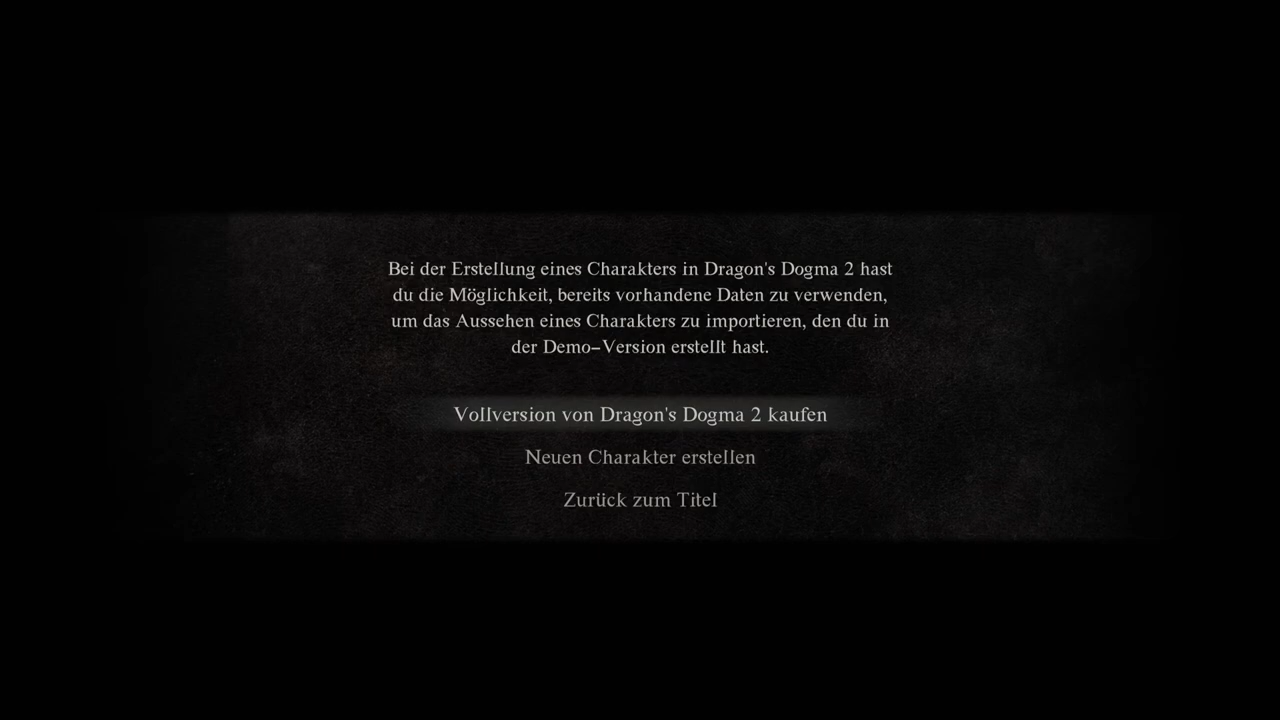 Bei der Erstellung eines Charakters in Dragon's Dogma 2 hast
du die Möglichkeit, bereits vorhandene Daten zu verwenden,
um das Aussehen eines Charakters zu importieren, den du in
der Demo-Version erstellt hast.
Vollversion von Dragon's Dogma 2 kaufen
Neuen Charakter erstellen
Zurück zum Titel